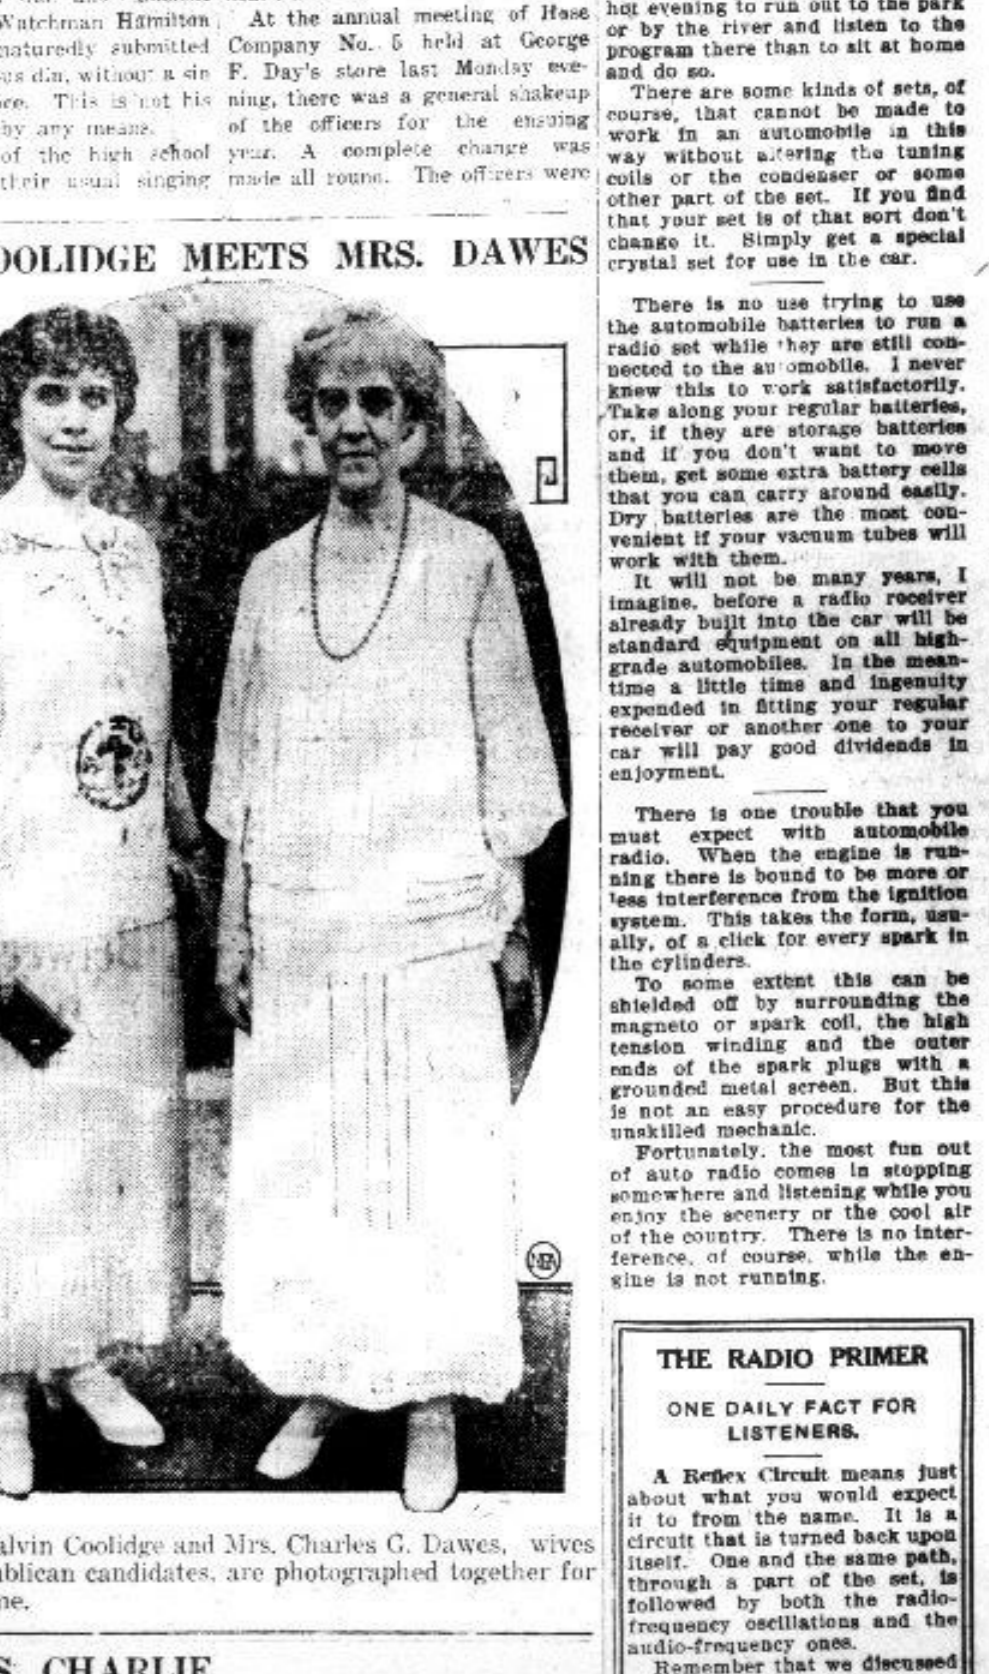 Watchman Hamilton
naturedly submitted
us din, without a sin
ce. This is not his
by any means.
of the high school
their usual singing
At the annual meeting of Hose
Company No. 5 held at George
F. Day's store last Monday eve-
ning, there was a general shakeup
of the officers for the ensuing
year. A complete change was
made all round. The officers were
OOLIDGE MEETS MRS. DAWES
NEA
alvin Coolidge and Mrs. Charles G. Dawes, wives
blican candidates, are photographed together for
me.
S CHARLIE
hot evening to run out to the park
or by the river and listen to the
program there than to sit at home
and do so.
There are some kinds of sets, of
course, that cannot be made to
work in an automobile in this
way without altering the tuning
coils or the condenser or some
other part of the set. If you find
that your set is of that sort don't
change it. Simply get a special
crystal set for use in the car.
There is no use trying to use
the automobile batteries to run a
radio set while they are still con-
nected to the automobile. I never
knew this to work satisfactorily.
Take along your regular batteries,
or, if they are storage batteries
and if you don't want to move
them, get some extra battery cells
that you can carry around easily.
Dry batteries are the most con-
venient if your vacuum tubes will
work with them.
It will not be many years, I
imagine, before a radio receiver
already built into the car will be
standard equipment on all high-
grade automobiles. In the mean-
time a little time and ingenuity
expended in fitting your regular
receiver or another one to your
car will pay good dividends in
enjoyment.
There is one trouble that you
must expect with automobile
radio. When the engine is run-
ning there is bound to be more or
less interference from the ignition
system. This takes the form, usu-
ally, of a click for every spark in
the cylinders.
To some extent this can be
shielded off by surrounding the
magneto or spark coil, the high
tension winding and the outer
ends of the spark plugs with a
grounded metal screen. But this
is not an easy procedure for the
unskilled mechanic.
Fortunately, the most fun out
of auto radio comes in stopping
somewhere and listening while you
enjoy the scenery or the cool air
of the country. There is no inter-
ference, of course, while the en-
gine is not running.
THE RADIO PRIMER
ONE DAILY FACT FOR
LISTENERS.
A Reflex Circuit means just
about what you would expect
it to from the name. It is a
circuit that is turned back upon
itself. One and the same path,
through a part of the set, is
followed by both the radio-
frequency oscillations and the
audio-frequency ones.
Remember that we discussed